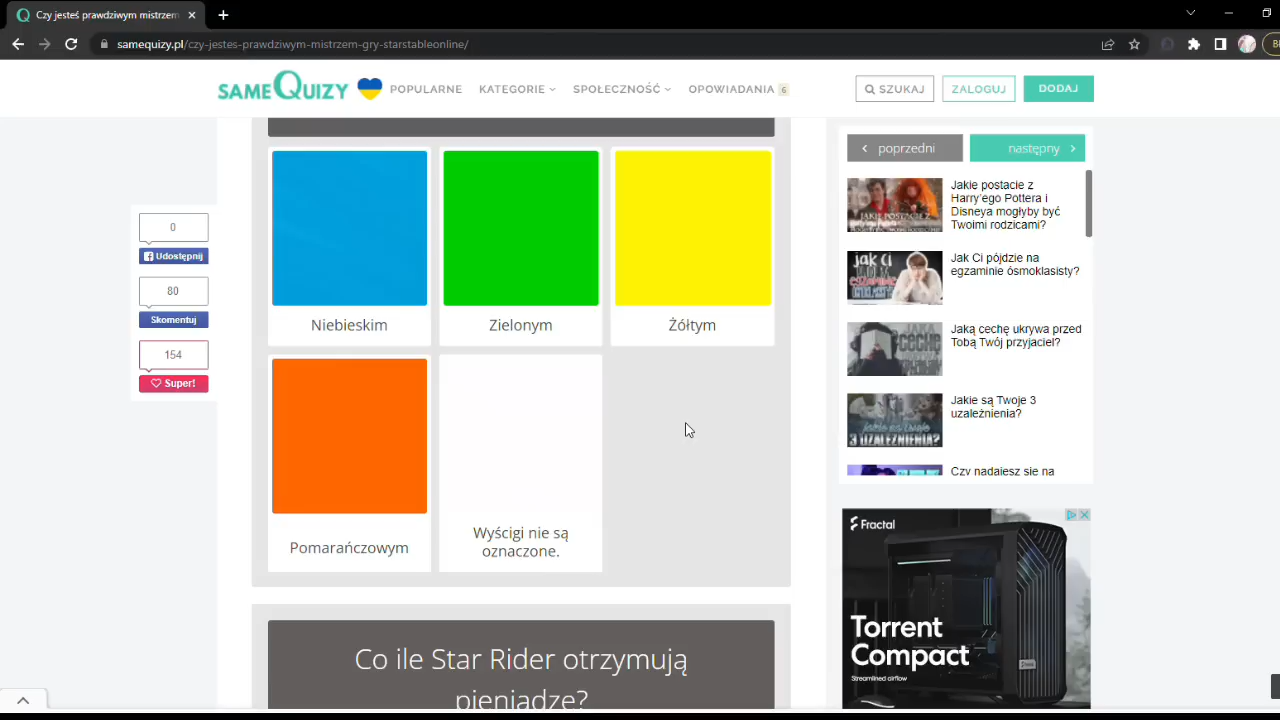 Czy jesteś prawdziwym mistrzem
samequizy.pl/czy-jestes-prawdziwym-mistrzem-gry-starstableonline/
SAMEQUIZY
POPULARNE
KATEGORIE
SPOŁECZNOŚĆ
OPOWIADANIA 6
SZUKAJ
ZALOGUJ
DODAJ
0
Udostępnij
80
Skomentuj
154
Super!
Niebieskim
Zielonym
Żółtym
Pomarańczowym
Wyścigi nie są
oznaczone.
Co ile Star Rider otrzymują
pieniądze?
poprzedni
następny
Jakie postacie z
Harry'ego Pottera i
Disneya mogłyby być
Twoimi rodzicami?
Jak Ci pójdzie na
egzaminie ósmoklasisty?
Jaką cechę ukrywa przed
Tobą Twój przyjaciel?
Jakie są Twoje 3
uzależnienia?
Czy nadajesz się na
Fractal
Torrent
Compact
Streamlined airflow